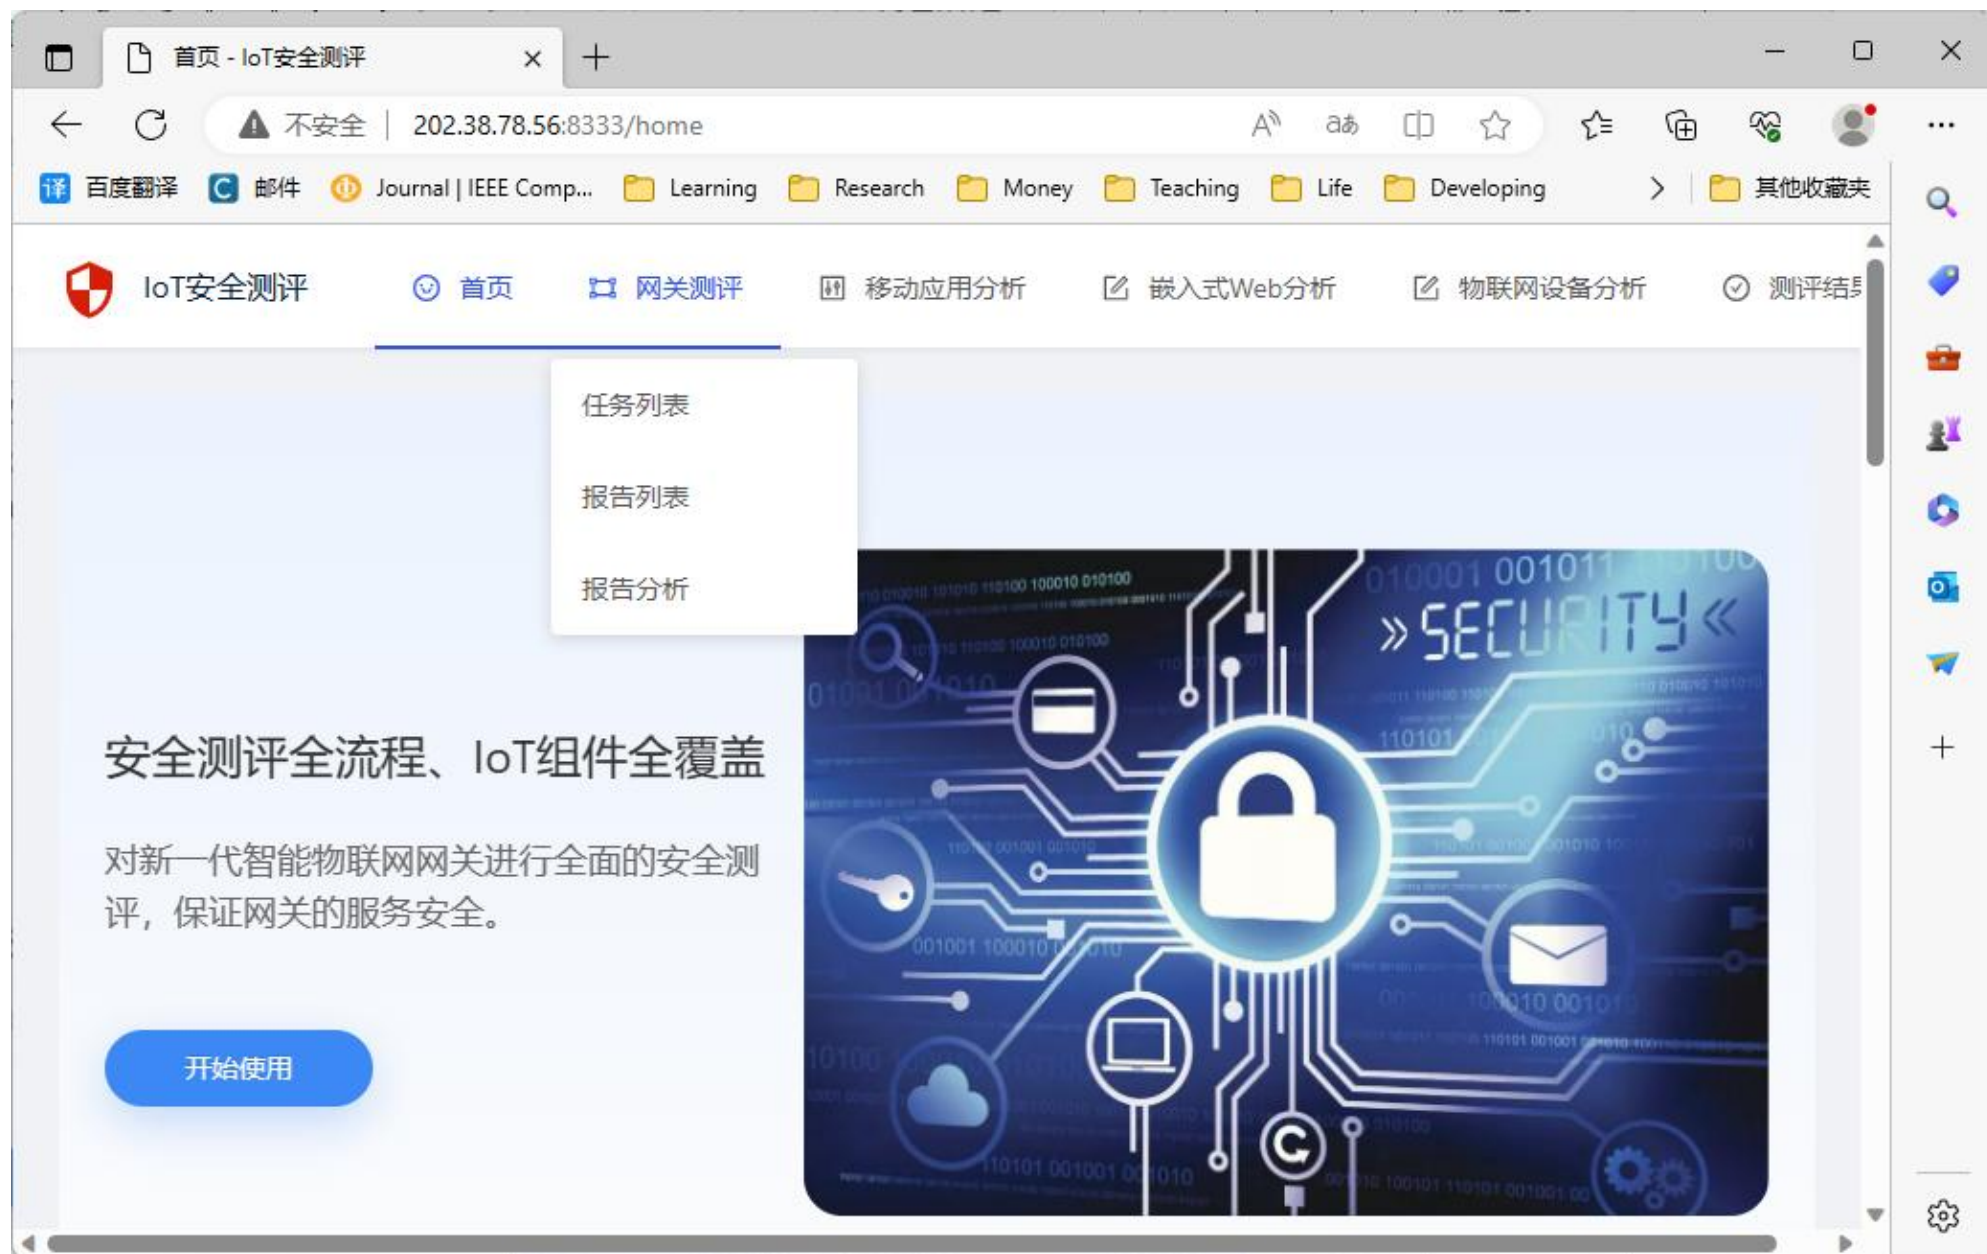 首页 - IoT安全测评
不安全 | 202.38.78.56:8333/home
百度翻译 邮件 Journal | IEEE Comp... Learning Research Money Teaching Life Developing 其他收藏夹
IoT安全测评 首页 网关测评 移动应用分析 嵌入式Web分析 物联网设备分析 测评结果
任务列表
报告列表
报告分析
010001 001011
»SECURITY«
安全测评全流程、IoT组件全覆盖
对新一代智能物联网网关进行全面的安全测
评，保证网关的服务安全。
开始使用